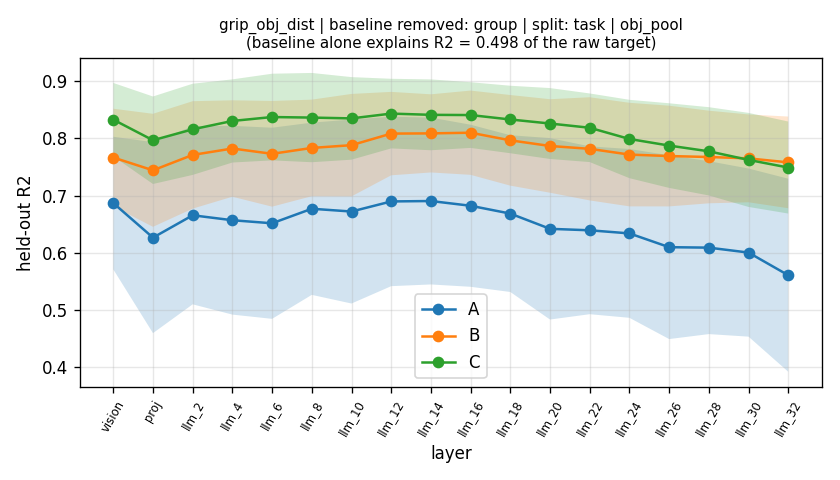 grip_obj_dist | baseline removed: group | split: task | obj_pool
(baseline alone explains R2 = 0.498 of the raw target)
held-out R2
0.9
0.8
0.7
0.6
0.5
0.4
A
B
C
vision
proj
llm_2
llm_4
llm_6
llm_8
llm_10
llm_12
llm_14
llm_16
llm_18
llm_20
llm_22
llm_24
llm_26
llm_28
llm_30
llm_32
layer